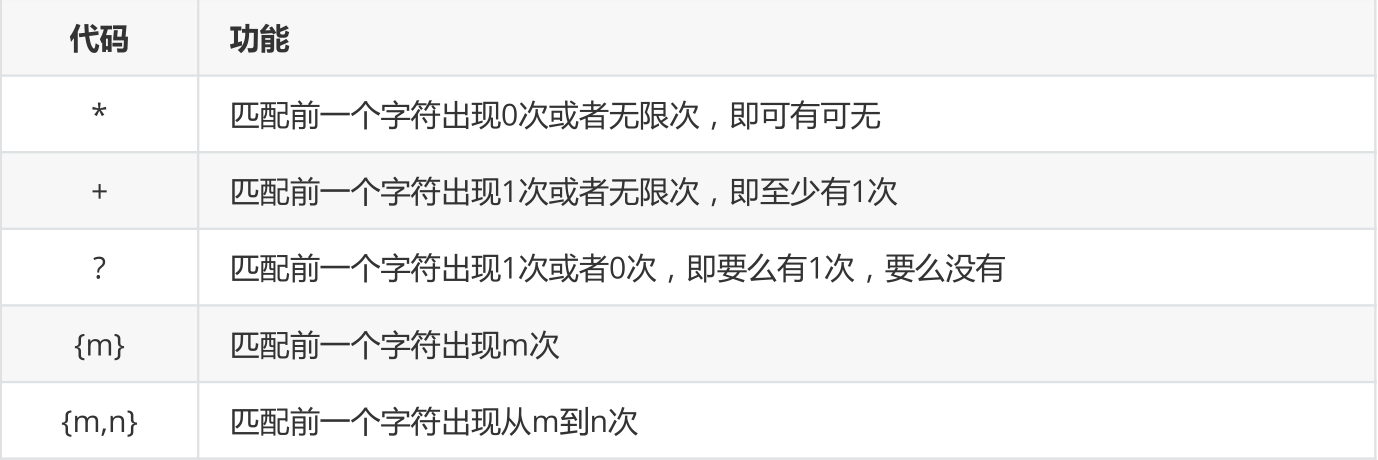 代码 功能
* 匹配前一个字符出现0次或者无限次，即可有可无
+ 匹配前一个字符出现1次或者无限次，即至少有1次
? 匹配前一个字符出现1次或者0次，即要么有1次，要么没有
{m} 匹配前一个字符出现m次
{m,n} 匹配前一个字符出现从m到n次